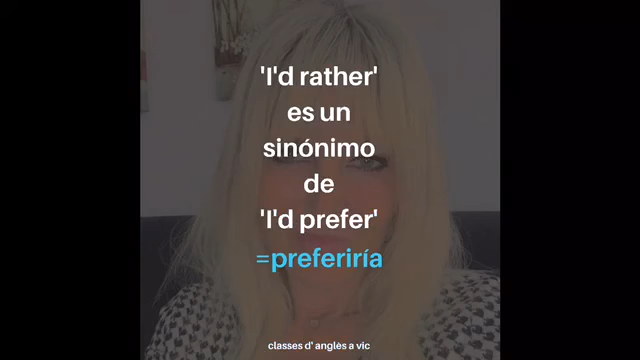 'I'd rather'
es un
sinónimo
de
'I'd prefer'
=preferiría
classes d' anglès a vic